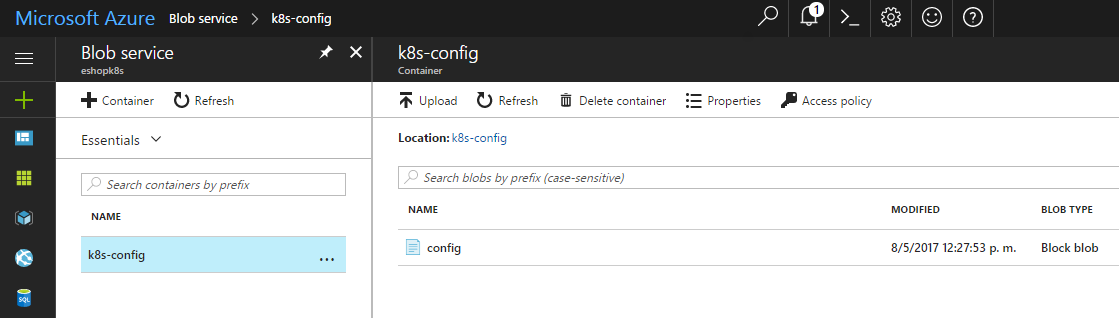 Microsoft Azure Blob service > k8s-config
1
Blob service
eshopk8s
Container Refresh
Essentials
Search containers by prefix
NAME
k8s-config ...
k8s-config
Container
Upload Refresh Delete container Properties Access policy
Location: k8s-config
Search blobs by prefix (case-sensitive)
NAME MODIFIED BLOB TYPE
config 8/5/2017 12:27:53 p. m. Block blob
SQL